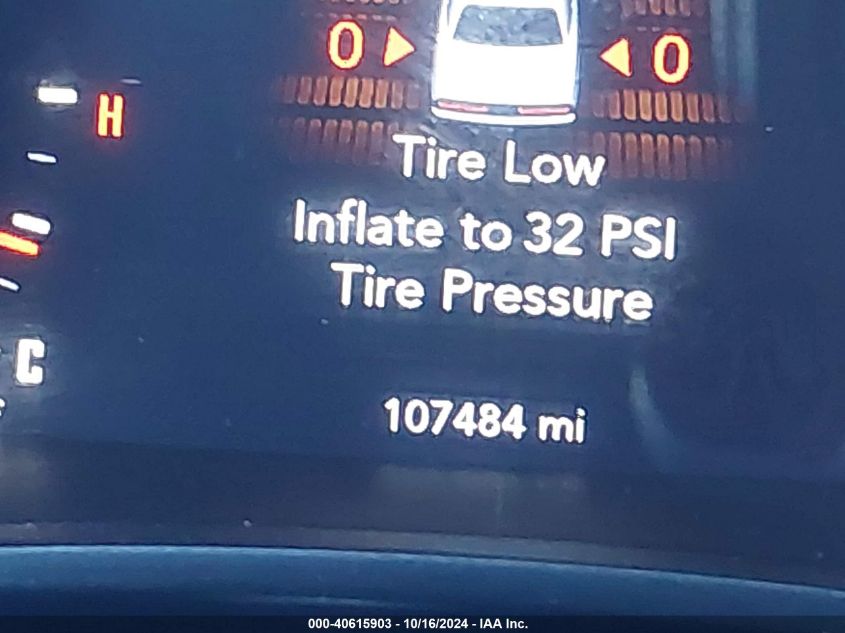 0 0
H
Tire Low
Inflate to 32 PSI
Tire Pressure
C
107484 mi
000-40615903 - 10/16/2024 - IAA Inc.